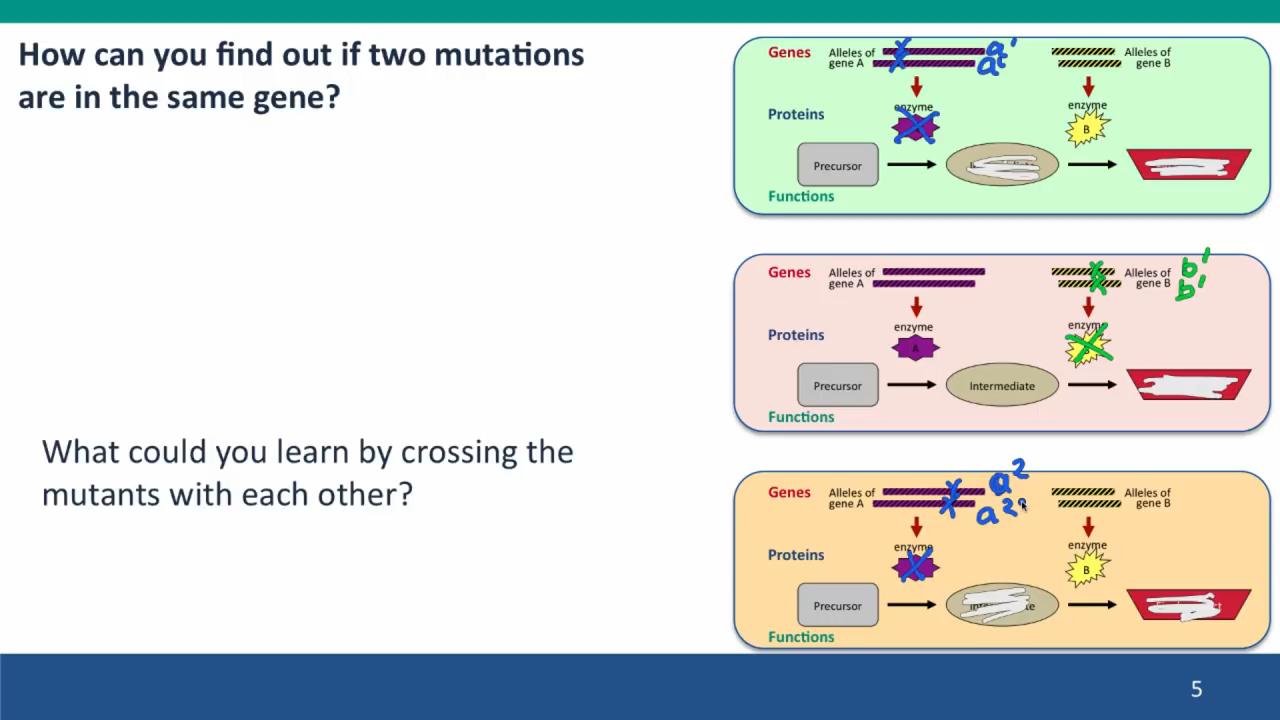 How can you find out if two mutations
are in the same gene?
What could you learn by crossing the
mutants with each other?
Genes
Alleles of
gene A
a'
a'
Alleles of
gene B
Proteins
enzyme
enzyme
B
Precursor
Functions
Genes
Alleles of
gene A
Alleles of
gene B
b'
b'
Proteins
enzyme
enzyme
A
Precursor
Intermediate
Functions
Genes
Alleles of
gene A
a2
a2
Alleles of
gene B
Proteins
enzyme
enzyme
B
Precursor
Functions
5